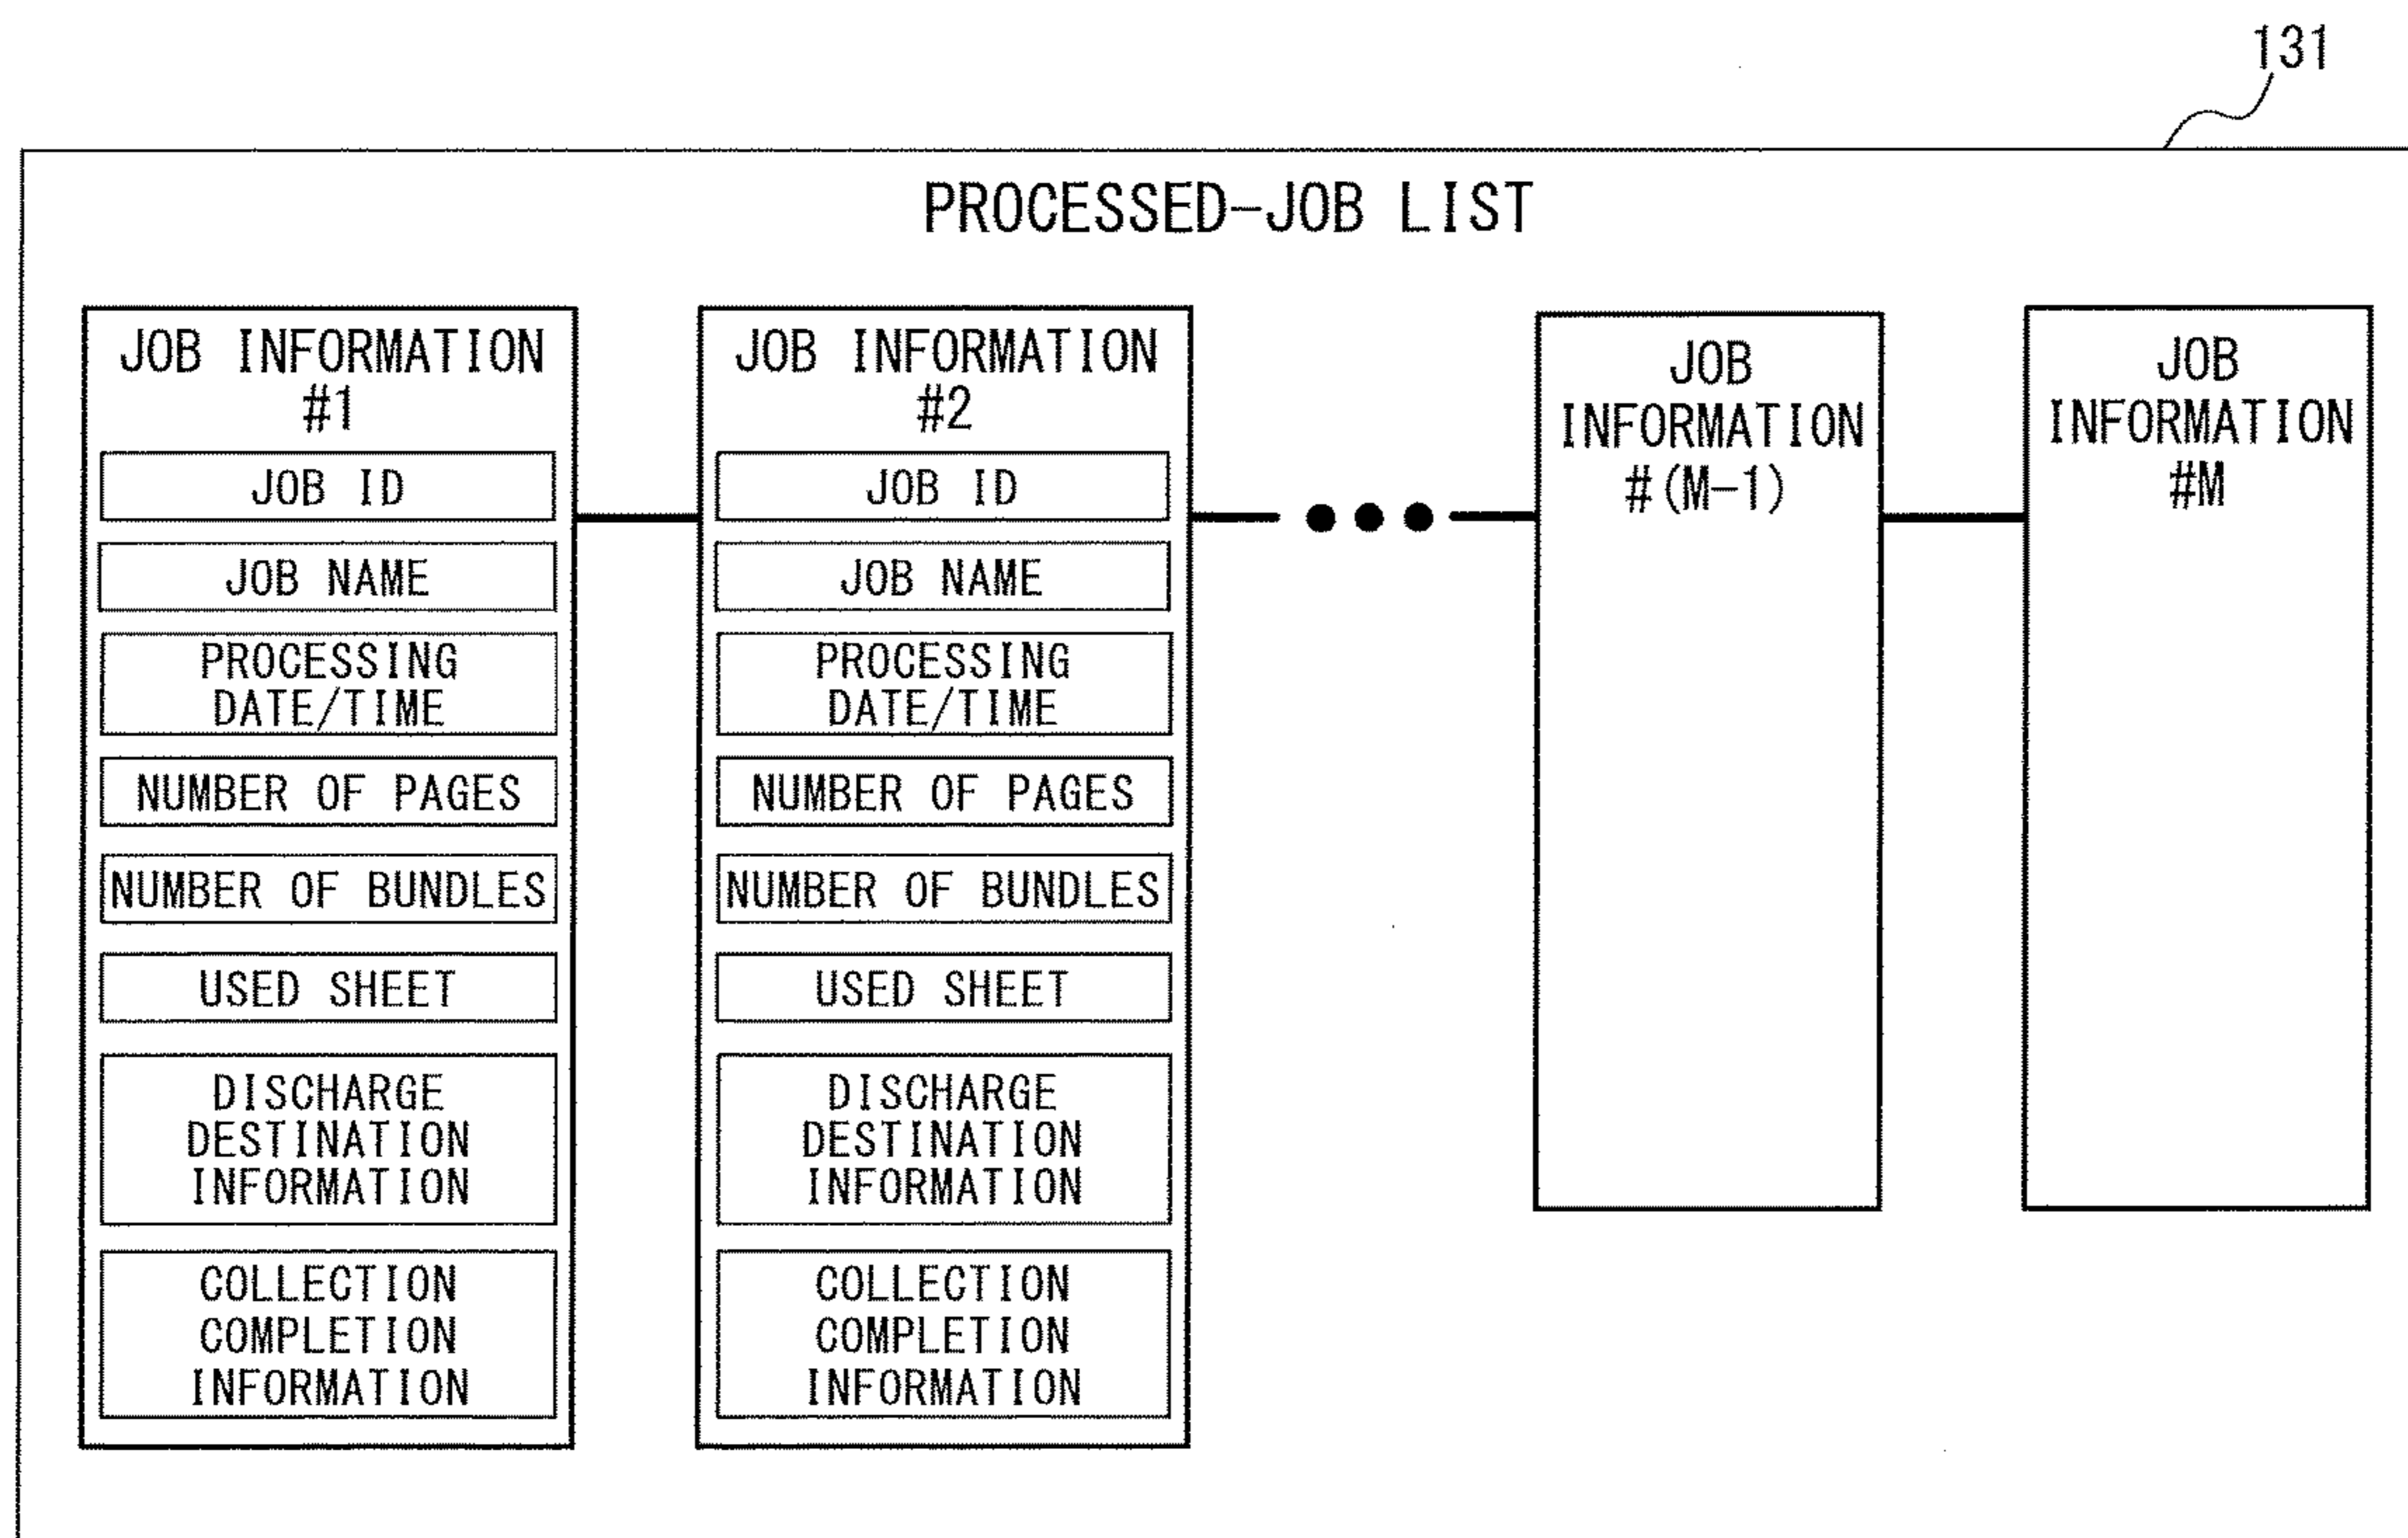 131
PROCESSED-JOB LIST
JOB INFORMATION
#1
JOB ID
JOB NAME
PROCESSING
DATE/TIME
NUMBER OF PAGES
NUMBER OF BUNDLES
USED SHEET
DISCHARGE
DESTINATION
INFORMATION
COLLECTION
COMPLETION
INFORMATION
JOB INFORMATION
#2
JOB ID
JOB NAME
PROCESSING
DATE/TIME
NUMBER OF PAGES
NUMBER OF BUNDLES
USED SHEET
DISCHARGE
DESTINATION
INFORMATION
COLLECTION
COMPLETION
INFORMATION
JOB
INFORMATION
#(M-1)
JOB
INFORMATION
#M